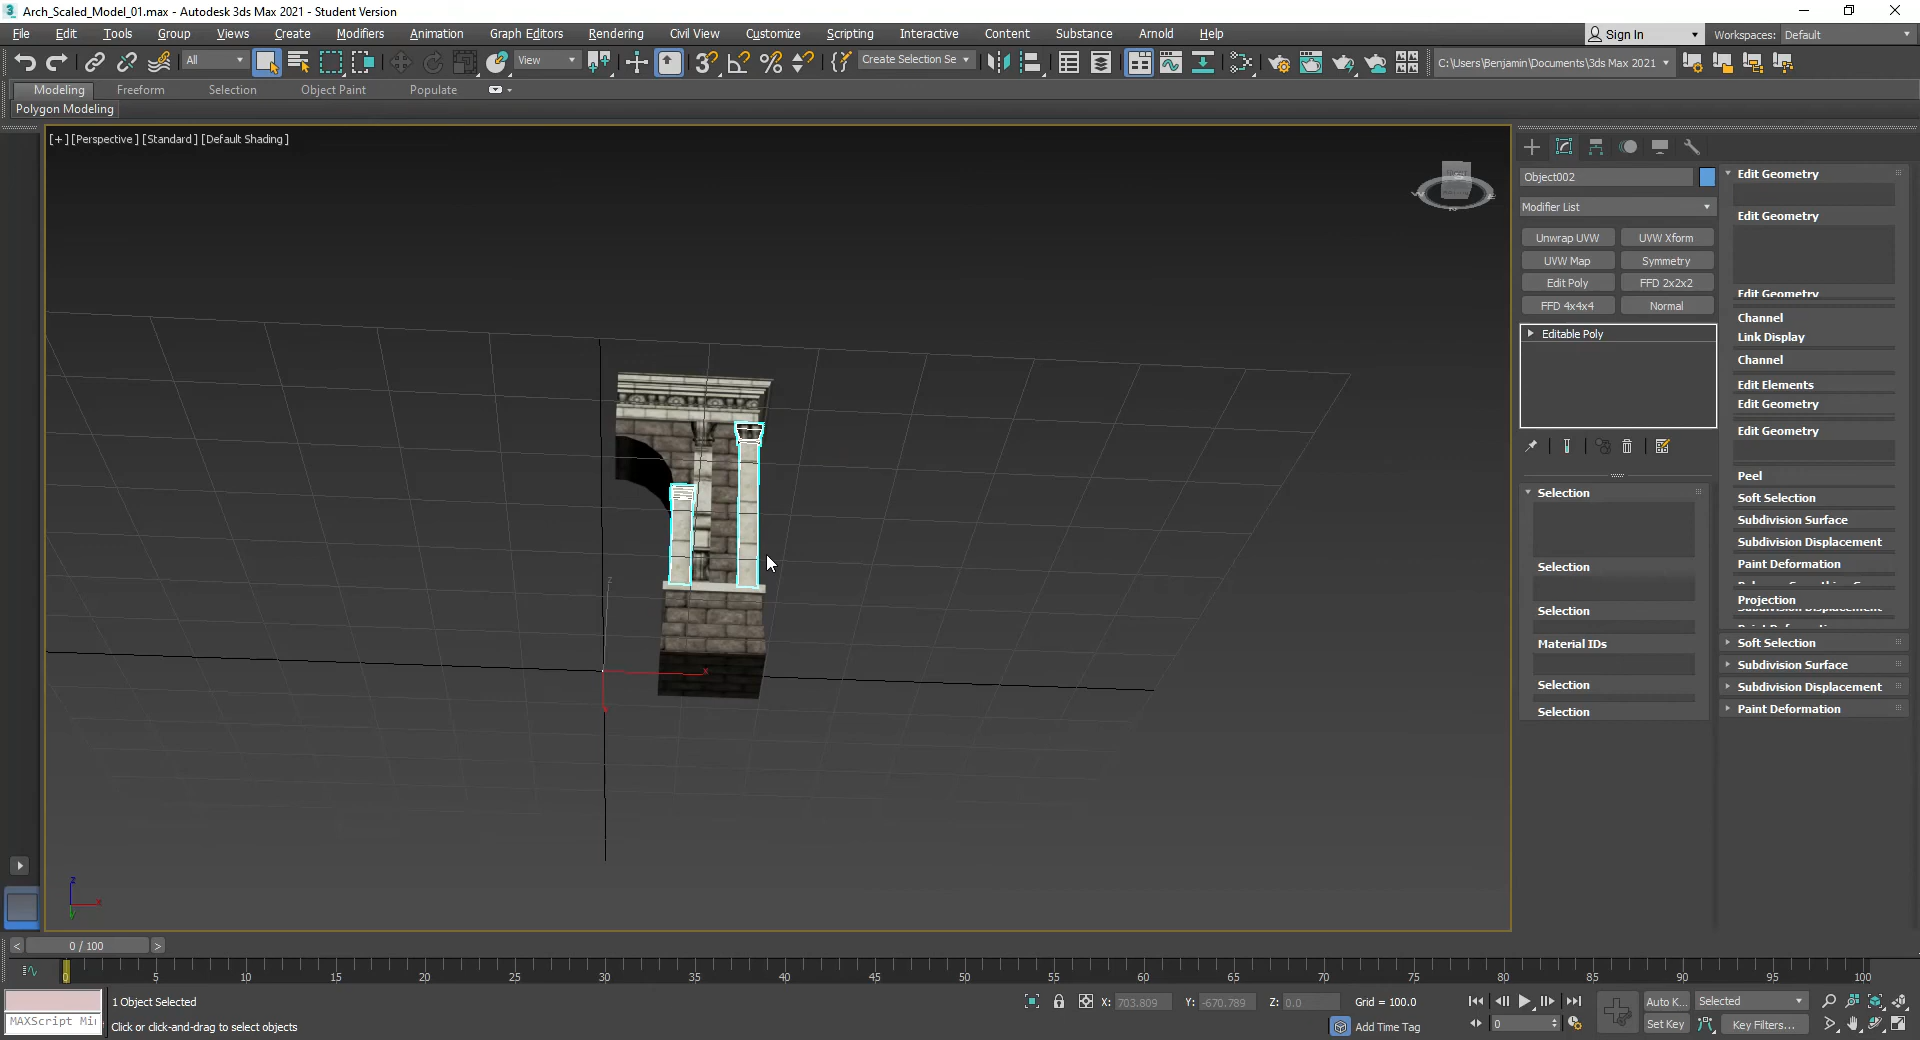 Arch_Scaled_Model_01.max - Autodesk 3ds Max 2021 - Student Version
File Edit Tools Group Views Create Modifiers Animation Graph Editors Rendering Civil View Customize Scripting Interactive Content Substance Arnold Help
Sign In
Workspaces: Default
All
View
Create Selection Se
C:\Users\Benjamin\Documents\3ds Max 2021
Modeling Freeform Selection Object Paint Populate
Polygon Modeling
[+] [Perspective ] [Standard ] [Default Shading ]
Object002
Modifier List
Unwrap UVW UVW Xform
UVW Map Symmetry
Edit Poly FFD 2x2x2
FFD 4x4x4 Normal
Editable Poly
Selection
Selection
Selection
Material IDs
Selection
Selection
Edit Geometry
Edit Geometry
Edit Geometry
Channel
Link Display
Channel
Edit Elements
Edit Geometry
Edit Geometry
Peel
Soft Selection
Subdivision Surface
Subdivision Displacement
Paint Deformation
Projection
Soft Selection
Subdivision Surface
Subdivision Displacement
Paint Deformation
x
z
x
y
< 0 / 100 >
0 5 10 15 20 25 30 35 40 45 50 55 60 65 70 75 80 85 90 95 100
MAXScript Mi
1 Object Selected
Click or click-and-drag to select objects
X: 703.809 Y: -670.789 Z: 0.0 Grid = 100.0
Add Time Tag
0
Auto K... Selected
Set Key Key Filters...